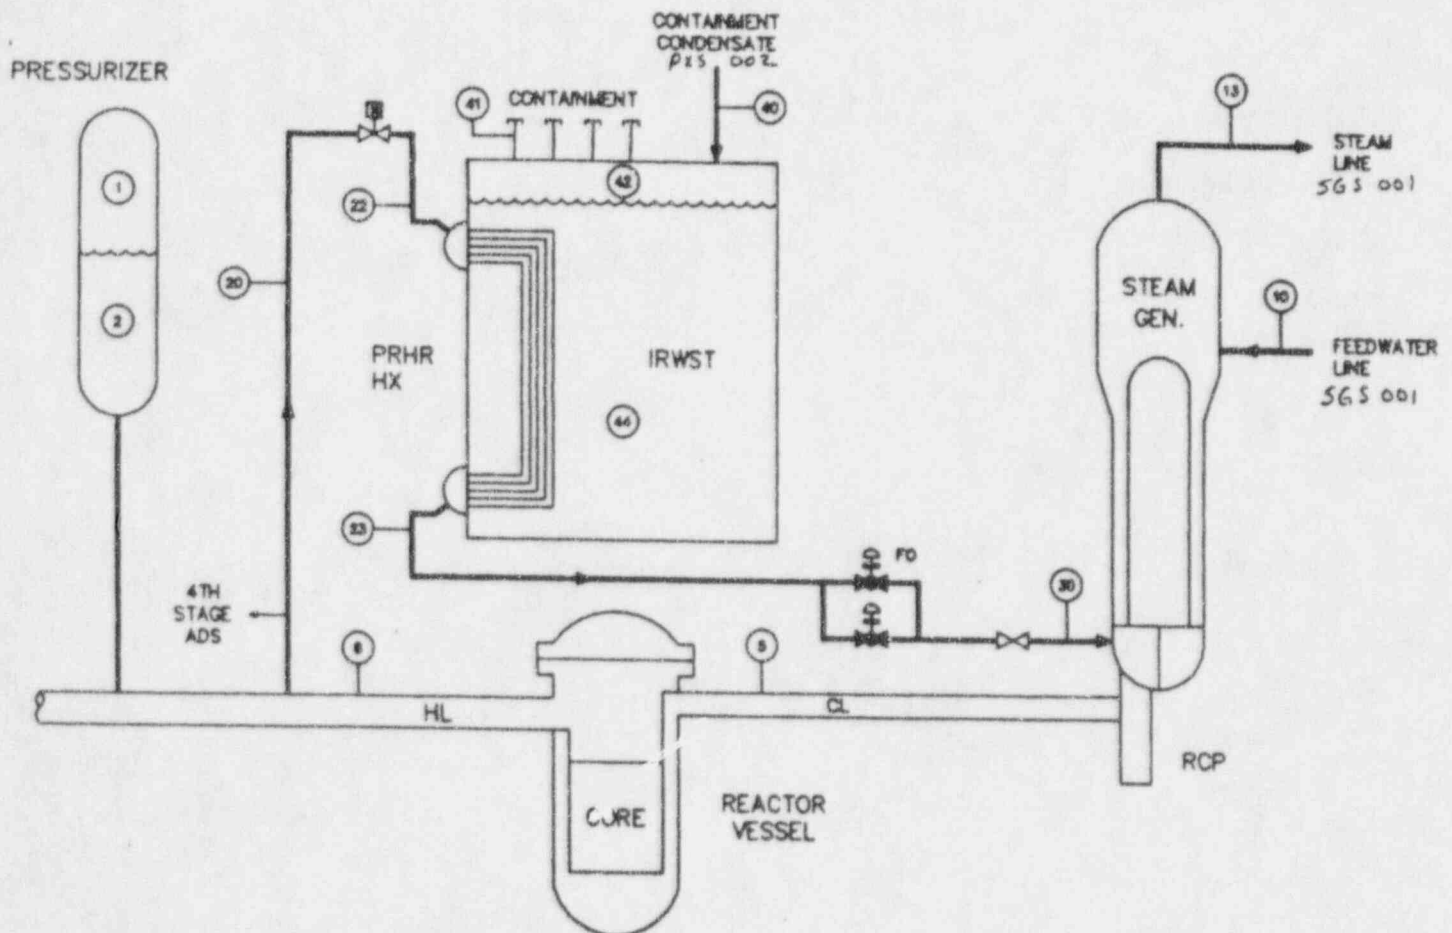 CONTAINMENT
CONDENSATE
PXS 002
PRESSURIZER
41
CONTAINMENT
40
13
STEAM
LINE
SGS 001
1
42
22
20
STEAM
GEN.
10
2
PRHR
HX
IRWST
FEEDWATER
LINE
SGS 001
44
23
FO
4TH
STAGE
ADS
30
6
5
HL
CL
RCP
CORE
REACTOR
VESSEL